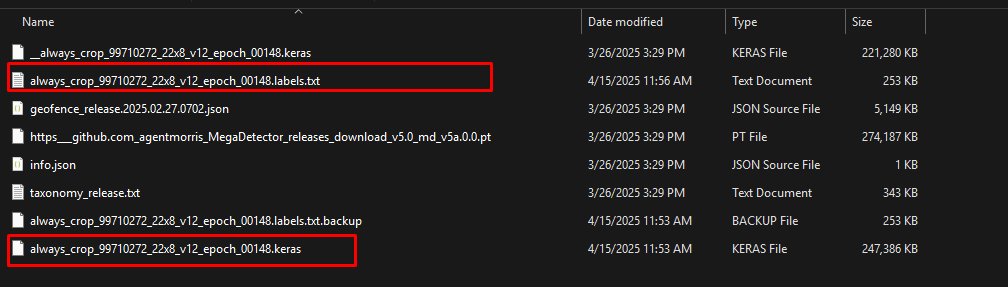 Name Date modified Type Size
__always_crop_99710272_22x8_v12_epoch_00148.keras 3/26/2025 3:29 PM KERAS File 221,280 KB
always_crop_99710272_22x8_v12_epoch_00148.labels.txt 4/15/2025 11:56 AM Text Document 253 KB
geofence_release.2025.02.27.0702.json 3/26/2025 3:29 PM JSON Source File 5,149 KB
https___github.com_agentmorris_MegaDetector_releases_download_v5.0_md_v5a.0.0.pt 3/26/2025 3:29 PM PT File 274,187 KB
info.json 3/26/2025 3:29 PM JSON Source File 1 KB
taxonomy_release.txt 3/26/2025 3:29 PM Text Document 343 KB
always_crop_99710272_22x8_v12_epoch_00148.labels.txt.backup 4/15/2025 11:53 AM BACKUP File 253 KB
always_crop_99710272_22x8_v12_epoch_00148.keras 4/15/2025 11:53 AM KERAS File 247,386 KB